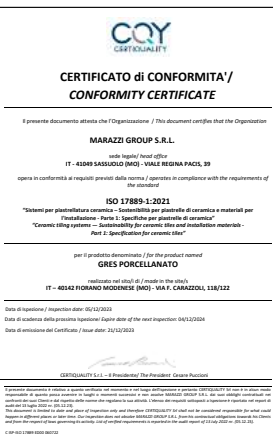 CQY
CERTIQUALITY
CERTIFICATO di CONFORMITA'/
CONFORMITY CERTIFICATE
Il presente documento attesta che l'Organizzazione / This document certifies that the Organization
MARAZZI GROUP S.R.L.
sede legale/ head office
IT - 41049 SASSUOLO (MO) - VIALE REGINA PACIS, 39
opera in conformità ai requisiti previsti dalla norma / operates in compliance with the requirements of
the standard
ISO 17889-1:2021
"Sistemi per piastrellatura ceramica – Sostenibilità per piastrelle di ceramica e materiali per
l'installazione - Parte 1: Specifiche per piastrelle di ceramica"
"Ceramic tiling systems — Sustainability for ceramic tiles and installation materials -
Part 1: Specification for ceramic tiles"
per il prodotto denominato / for the product named
GRES PORCELLANATO
realizzato nel sito/i di / made in the site/s
IT – 40142 FIORANO MODENESE (MO) - VIA F. CARAZZOLI, 118/122
Data di Ispezione / Inspection date: 05/12/2023
Data di scadenza della prossima ispezione/ Expire date of the next inspection: 04/12/2024
Data di emissione del Certificato / Issue date: 21/12/2023
CERTIQUALITY S.r.l. – Il Presidente/ The President Cesare Puccioni